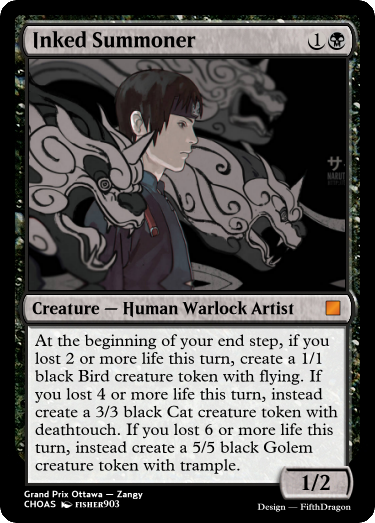 Inked Summoner
1
サ
NARUT
Creature — Human Warlock Artist
At the beginning of your end step, if you
lost 2 or more life this turn, create a 1/1
black Bird creature token with flying. If
you lost 4 or more life this turn, instead
create a 3/3 black Cat creature token with
deathtouch. If you lost 6 or more life this
turn, instead create a 5/5 black Golem
creature token with trample.
1/2
Grand Prix Ottawa — Zangy
CHOAS FISHER903
Design — FifthDragon